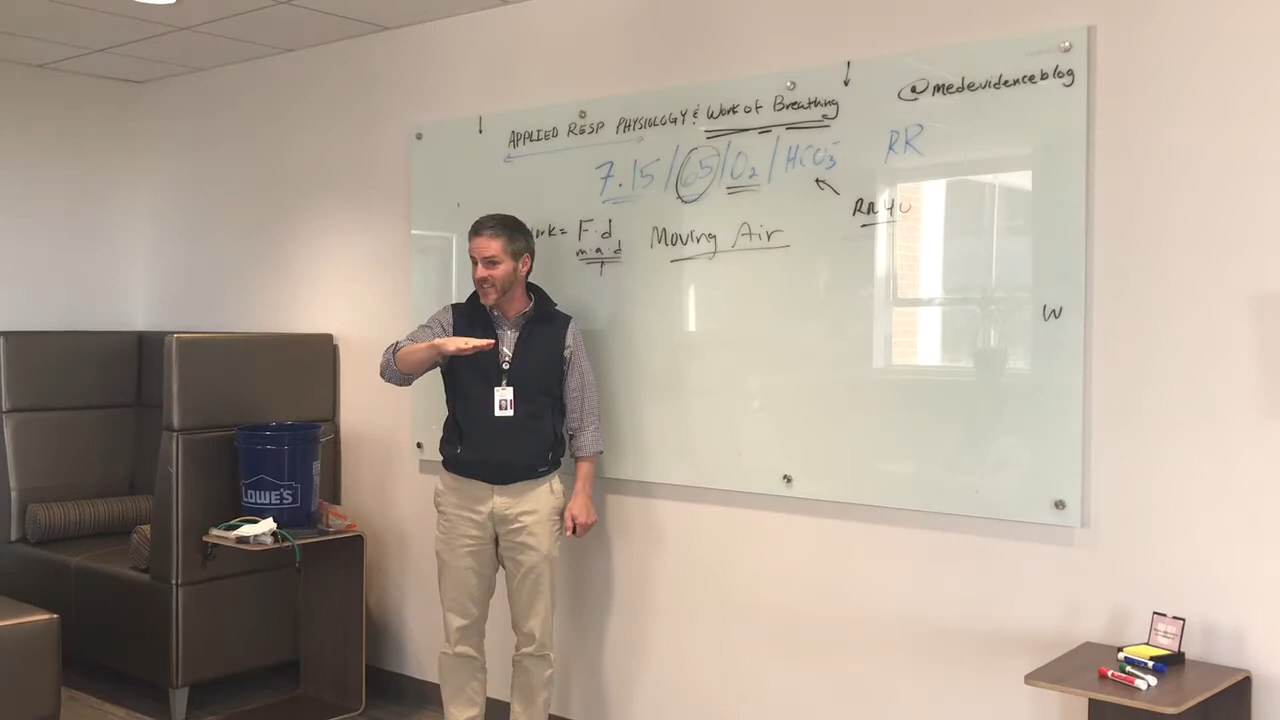 @medevidenceblog
APPLIED RESP PHYSIOLOGY & Work of Breathing
7.15 / 65 / O₂ / HCO₃⁻
RR
RR 40
work = F·d
m·a·d
Moving Air
W
LOWE'S